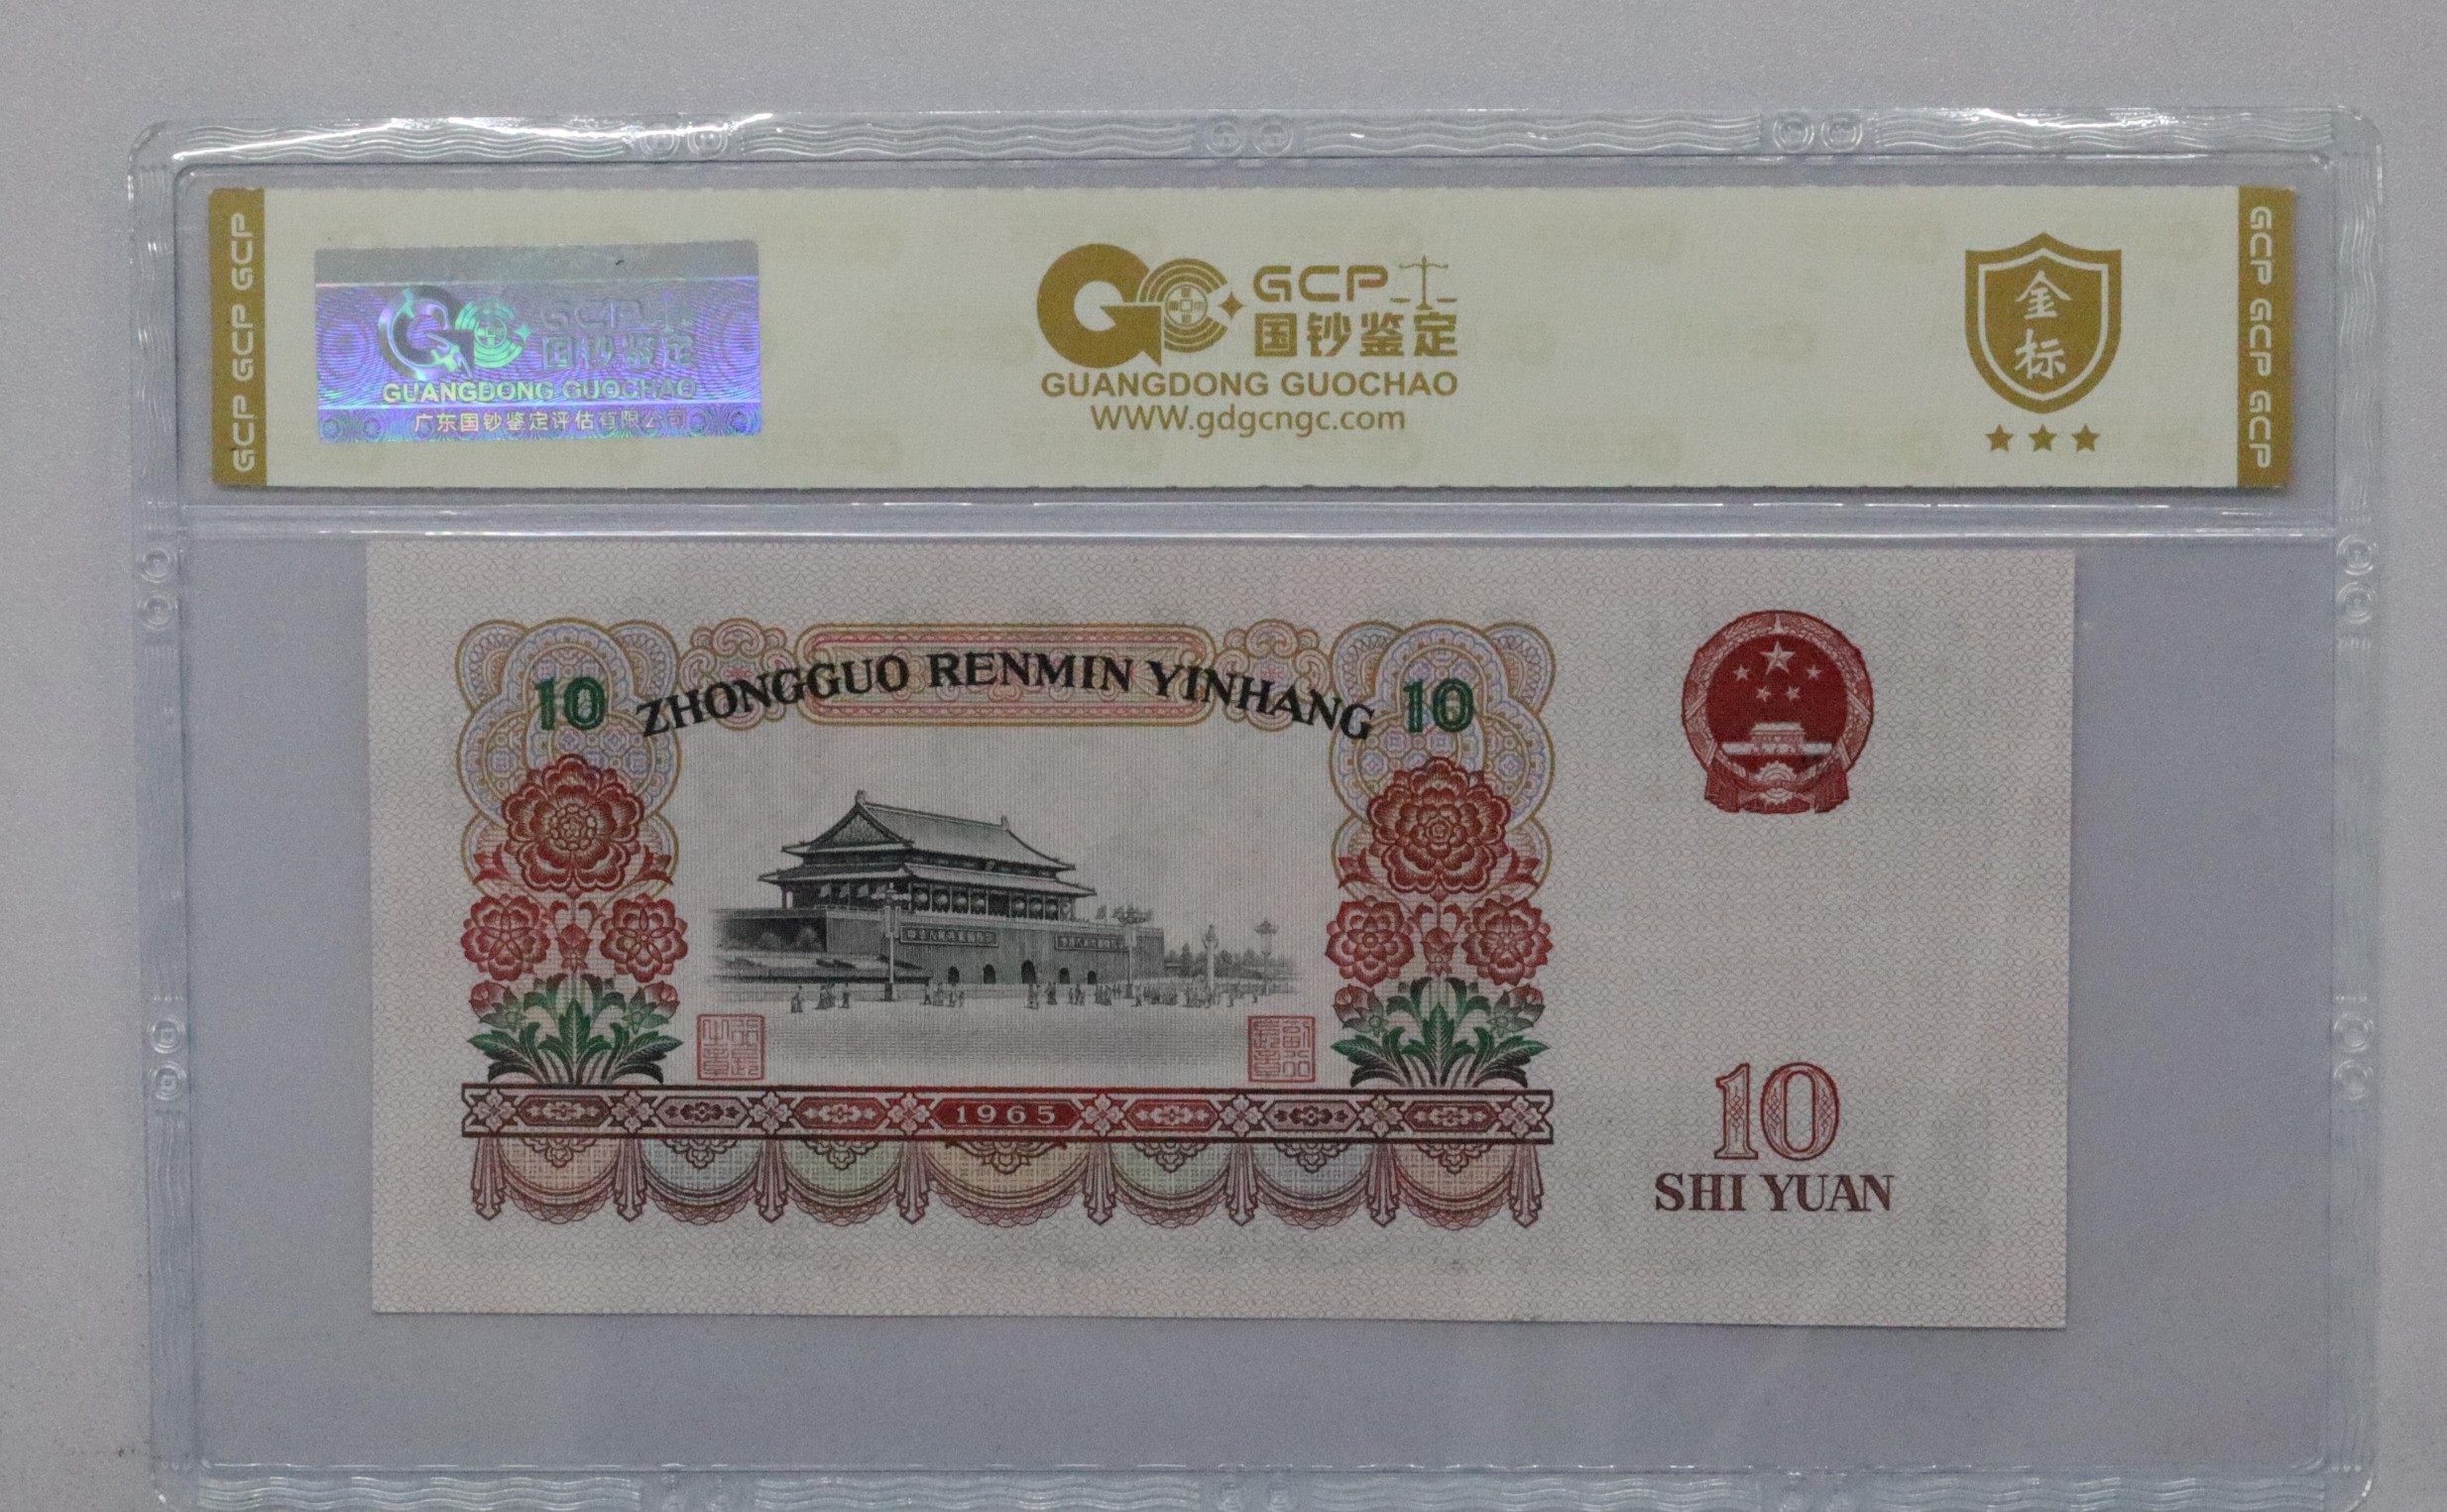 GCP GCP GCP
GCP
国钞鉴定
GUANGDONG GUOCHAO
广东国钞鉴定评估有限公司
GCP
国钞鉴定
GUANGDONG GUOCHAO
WWW.gdgcngc.com
金标
GCP GCP GCP
10 ZHONGGUO RENMIN YINHANG 10
1965
10
SHI YUAN